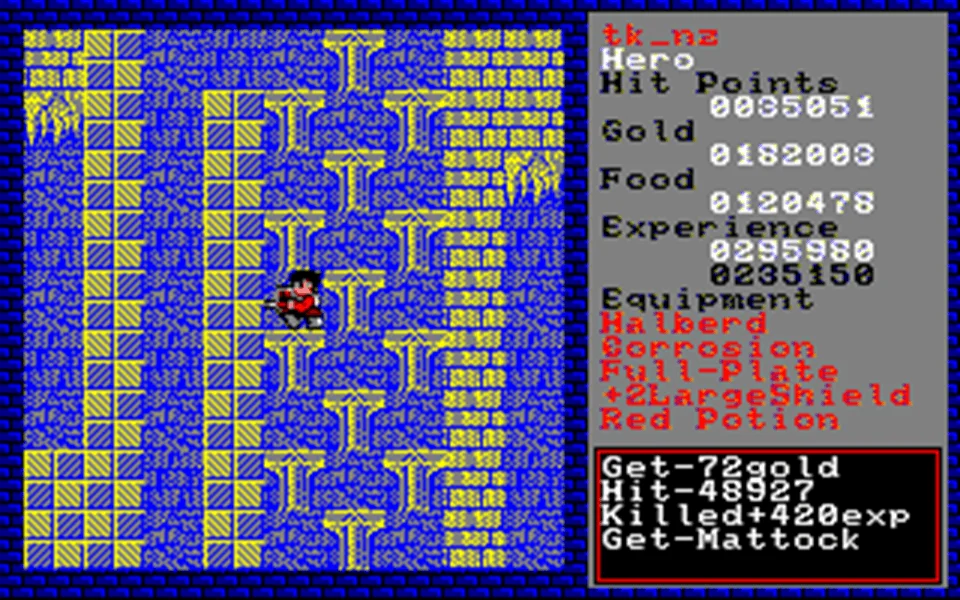 tk_nz
Hero
Hit Points
0035051
Gold
0182003
Food
0120478
Experience
0295980
0235150
Equipment
Halberd
Corrosion
Full-Plate
+2LargeShield
Red Potion
Get-72gold
Hit-48927
Killed+420exp
Get-Mattock